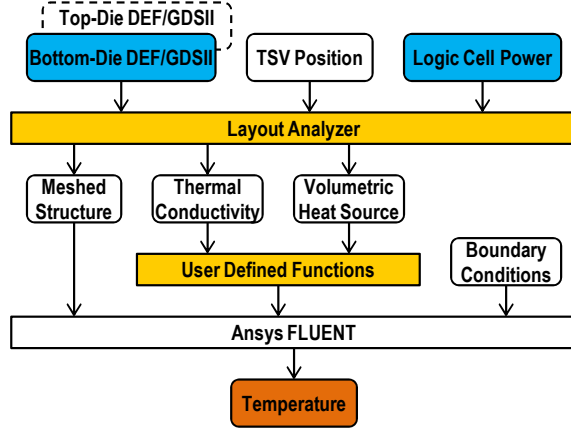 Top-Die DEF/GDSII
Bottom-Die DEF/GDSII
TSV Position
Logic Cell Power
Layout Analyzer
Meshed
Structure
Thermal
Conductivity
Volumetric
Heat Source
User Defined Functions
Boundary
Conditions
Ansys FLUENT
Temperature